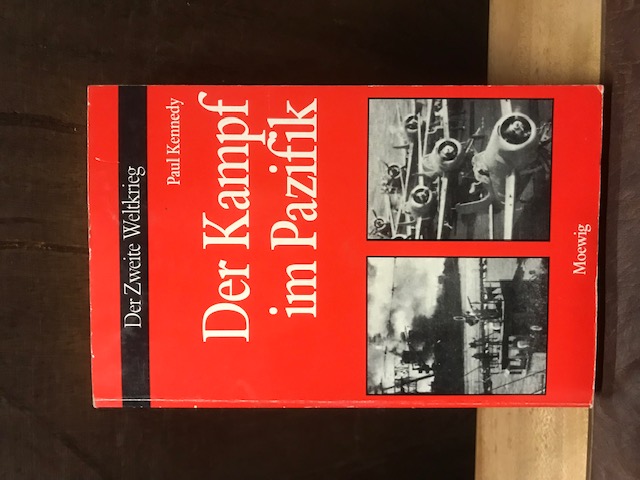 Der Zweite Weltkrieg
Paul Kennedy
Der Kampf
im Pazifik
Moewig